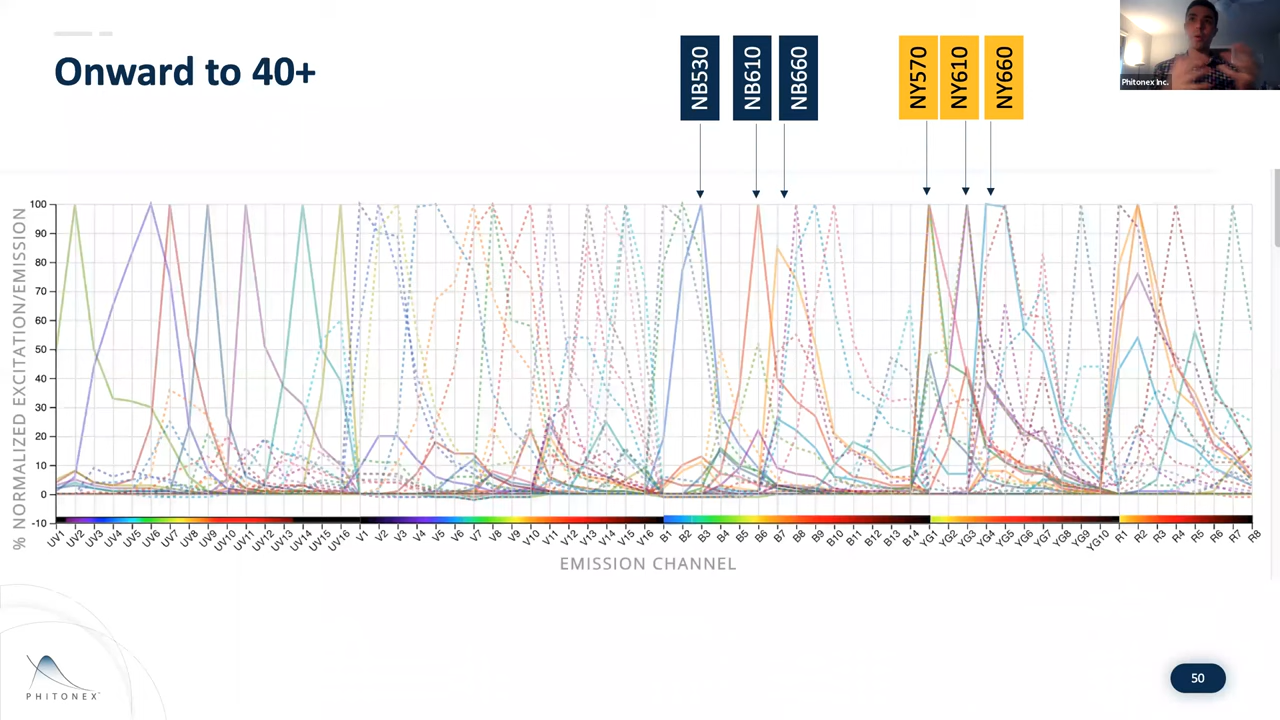 Onward to 40+
NB530
NB610
NB660
NY570
NY610
NY660
Phitonex Inc.
% NORMALIZED EXCITATION/EMISSION
100
90
80
70
60
50
40
30
20
10
0
-10
UV1 UV2 UV3 UV4 UV5 UV6 UV7 UV8 UV9 UV10 UV11 UV12 UV13 UV14 UV15 UV16 V1 V2 V3 V4 V5 V6 V7 V8 V9 V10 V11 V12 V13 V14 V15 V16 B1 B2 B3 B4 B5 B6 B7 B8 B9 B10 B11 B12 B13 B14 YG1 YG2 YG3 YG4 YG5 YG6 YG7 YG8 YG9 YG10 R1 R2 R3 R4 R5 R6 R7 R8
EMISSION CHANNEL
PHITONEX
50